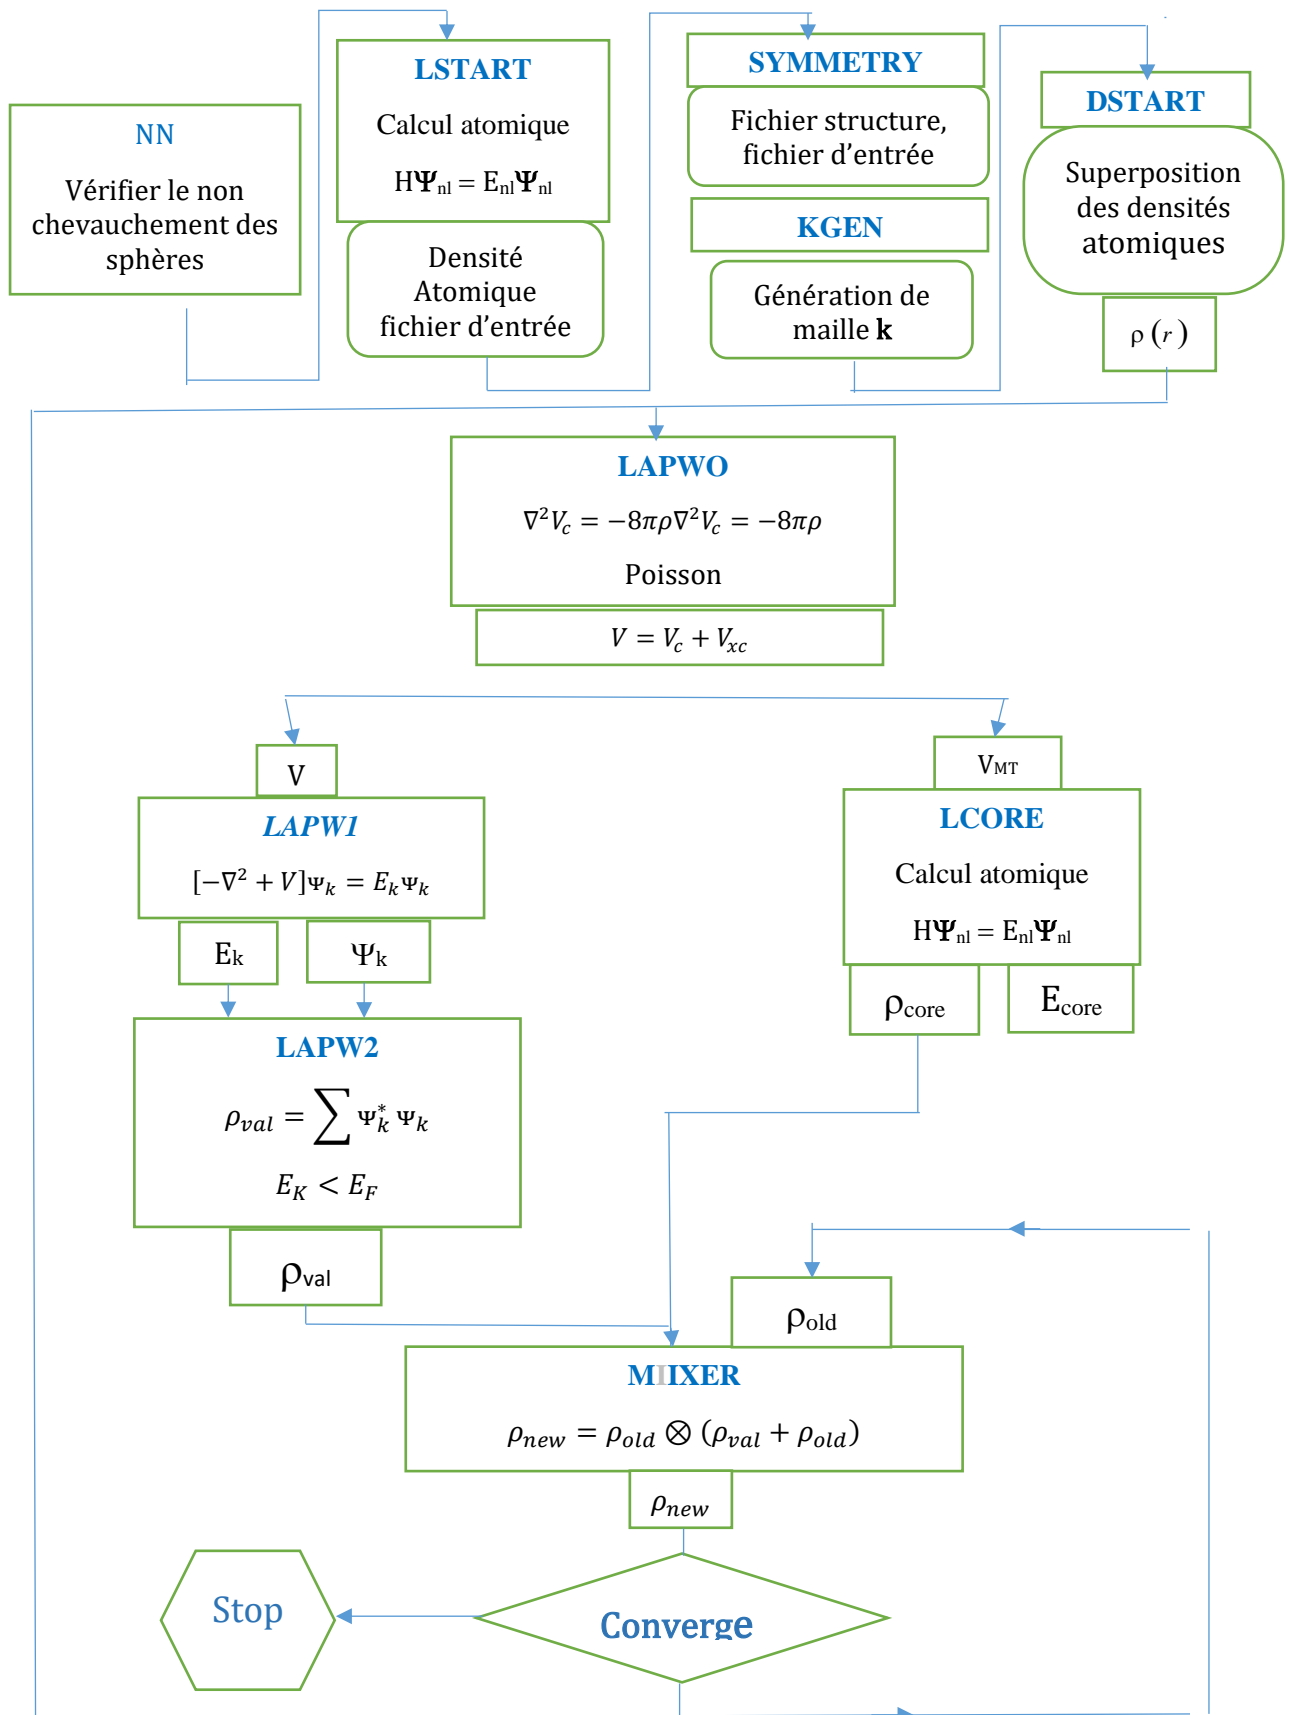 NN
Vérifier le non
chevauchement des
sphères
LSTART
Calcul atomique
HΨnl = EnlΨnl
Densité
Atomique
fichier d'entrée
SYMMETRY
Fichier structure,
fichier d'entrée
KGEN
Génération de
maille k
DSTART
Superposition
des densités
atomiques
ρ (r)
LAPWO
∇²Vc = −8πρ∇²Vc = −8πρ
Poisson
V = Vc + Vxc
V
LAPW1
[−∇² + V]Ψk = EkΨk
Ek
Ψk
LAPW2
ρval = ∑ Ψk* Ψk
EK < EF
ρval
VMT
LCORE
Calcul atomique
HΨnl = EnlΨnl
ρcore
Ecore
ρold
MIIXER
ρnew = ρold ⊗ (ρval + ρold)
ρnew
Converge
Stop